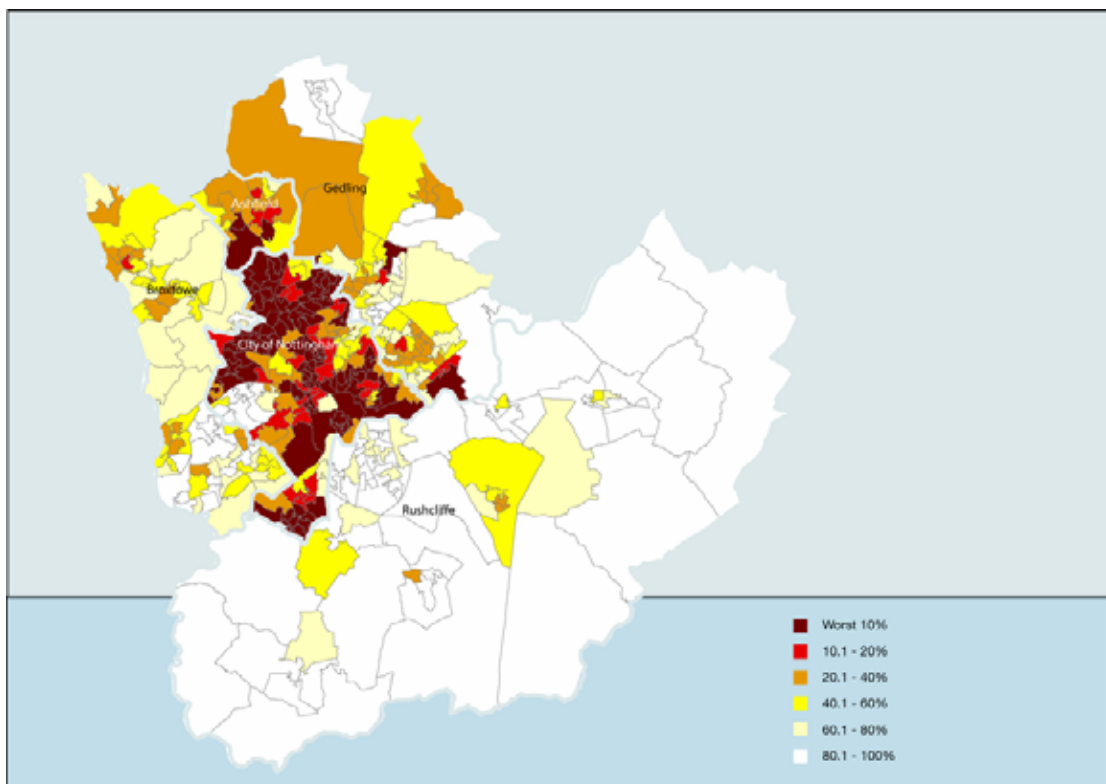 Gedling
Ashfield
Broxtowe
City of Nottingham
Rushcliffe
Worst 10%
10.1 - 20%
20.1 - 40%
40.1 - 60%
60.1 - 80%
80.1 - 100%